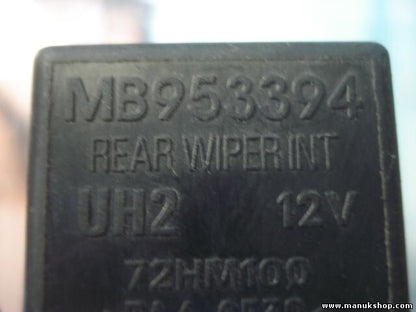 MB953394
REAR WIPER INT
UH2 12V
72HM100
www.manukshop.com